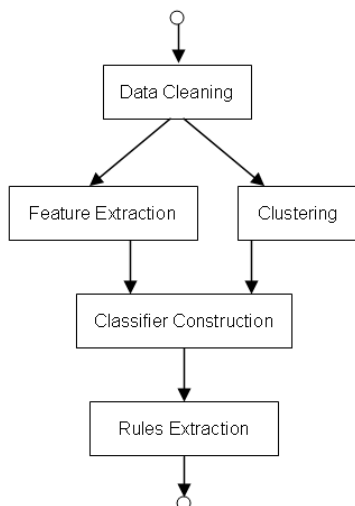 Data Cleaning
Feature Extraction
Clustering
Classifier Construction
Rules Extraction